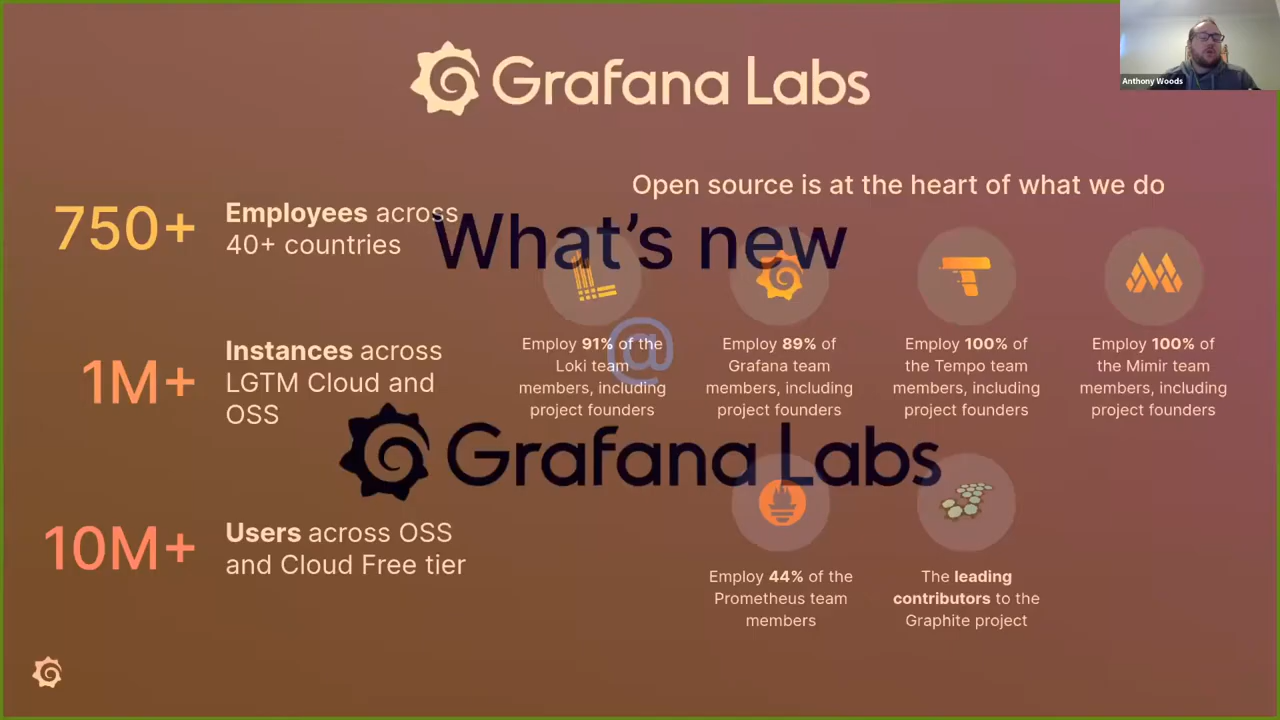 Grafana Labs
Anthony Woods
Open source is at the heart of what we do
750+
Employees across
40+ countries
What's new
@
Grafana Labs
1M+
Instances across
LGTM Cloud and
OSS
10M+
Users across OSS
and Cloud Free tier
Employ 91% of the
Loki team
members, including
project founders
Employ 89% of
Grafana team
members, including
project founders
Employ 100% of
the Tempo team
members, including
project founders
Employ 100% of
the Mimir team
members, including
project founders
Employ 44% of the
Prometheus team
members
The leading
contributors to the
Graphite project